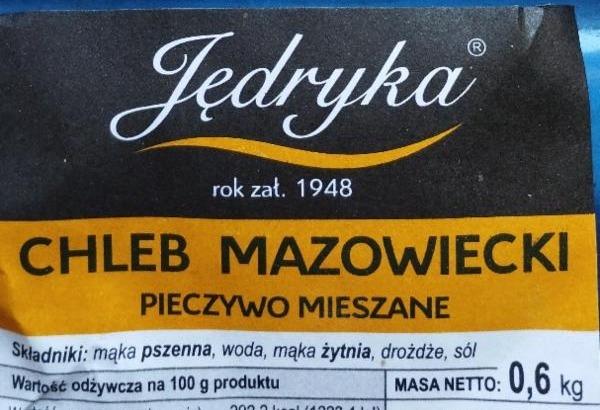 Jędryka®
rok zał. 1948
CHLEB MAZOWIECKI
PIECZYWO MIESZANE
Składniki: mąka pszenna, woda, mąka żytnia, drożdże, sól
Wartość odżywcza na 100 g produktu
MASA NETTO: 0,6 kg